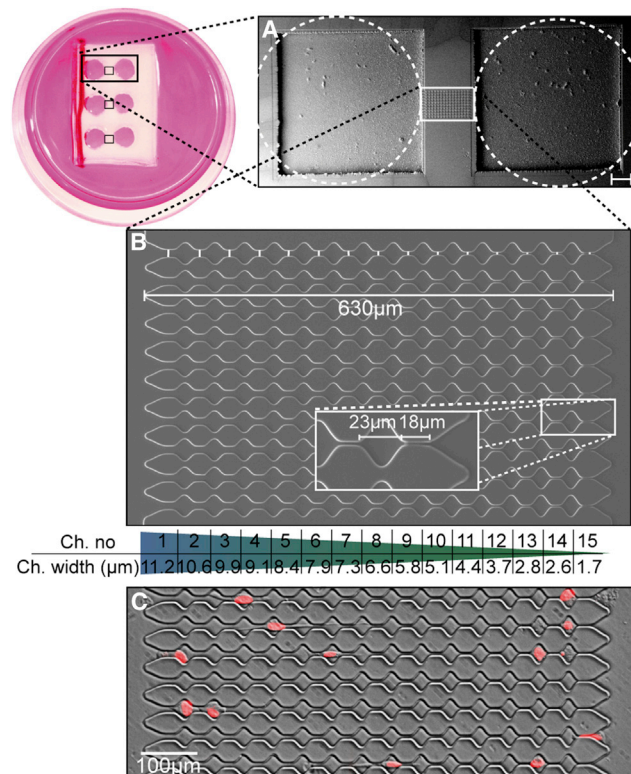 A
B
630µm
23µm 18µm
Ch. no 1 2 3 4 5 6 7 8 9 10 11 12 13 14 15
Ch. width (µm) 11.2 10.6 9.9 9.1 8.4 7.9 7.3 6.6 5.8 5.1 4.4 3.7 2.8 2.6 1.7
C
100µm